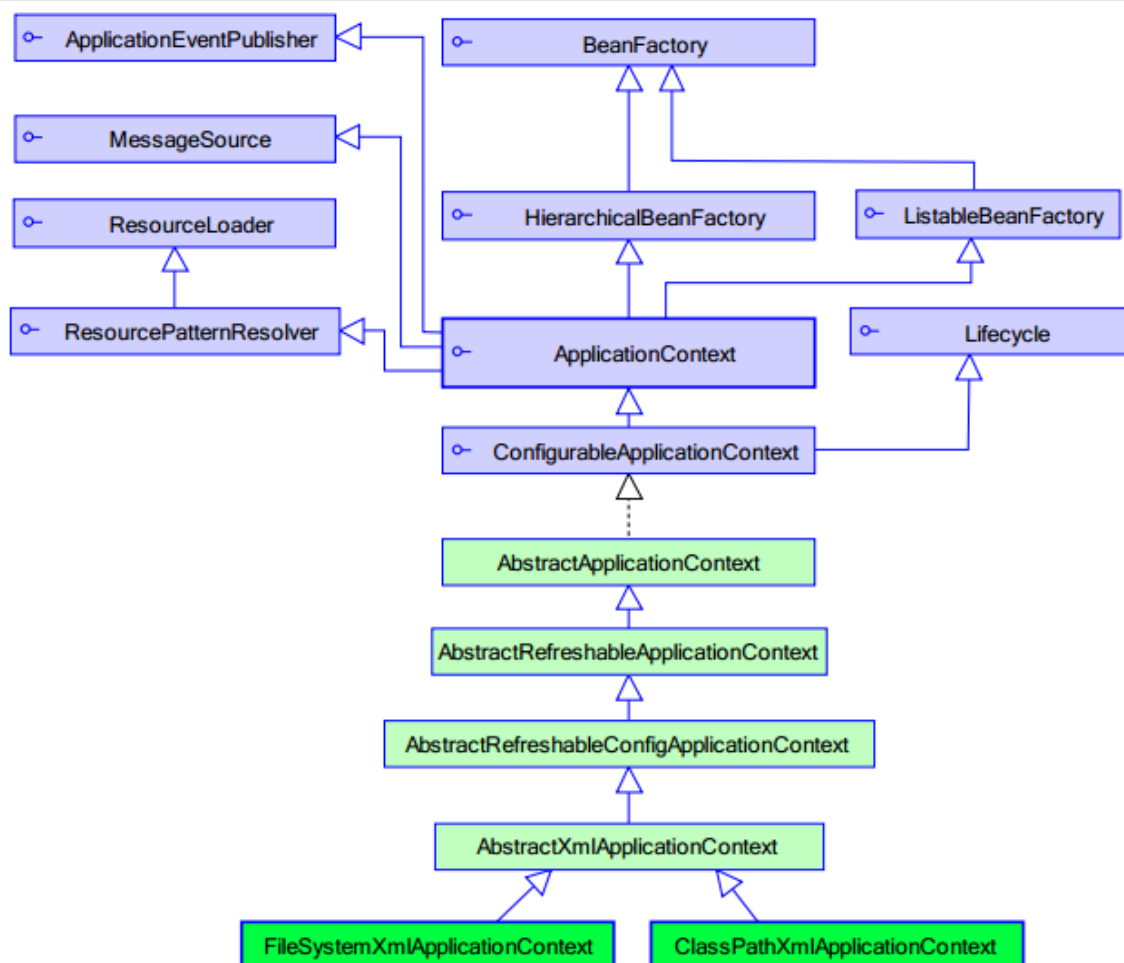 ApplicationEventPublisher
BeanFactory
MessageSource
HierarchicalBeanFactory
ListableBeanFactory
ResourceLoader
ResourcePatternResolver
ApplicationContext
Lifecycle
ConfigurableApplicationContext
AbstractApplicationContext
AbstractRefreshableApplicationContext
AbstractRefreshableConfigApplicationContext
AbstractXmlApplicationContext
FileSystemXmlApplicationContext
ClassPathXmlApplicationContext